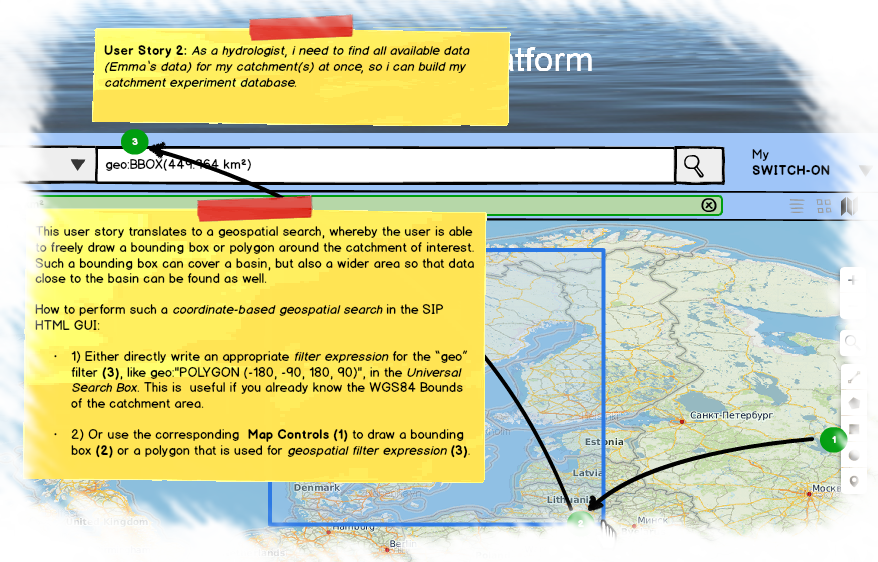 User Story 2: As a hydrologist, i need to find all available data
(Emma's data) for my catchment(s) at once, so i can build my
catchment experiment database.
atform
3
geo:BBOX(449.964 km²)
My
SWITCH-ON
This user story translates to a geospatial search, whereby the user is able
to freely draw a bounding box or polygon around the catchment of interest.
Such a bounding box can cover a basin, but also a wider area so that data
close to the basin can be found as well.
How to perform such a coordinate-based geospatial search in the SIP
HTML GUI:
· 1) Either directly write an appropriate filter expression for the "geo"
filter (3), like geo:"POLYGON (-180, -90, 180, 90)", in the Universal
Search Box. This is useful if you already know the WGS84 Bounds
of the catchment area.
· 2) Or use the corresponding Map Controls (1) to draw a bounding
box (2) or a polygon that is used for geospatial filter expression (3).
Санкт-Петербург
1
Estonia
Latvia
Denmark
Lithuania
Москв
2
Минск
United Kingdom
Hamburg
Berli